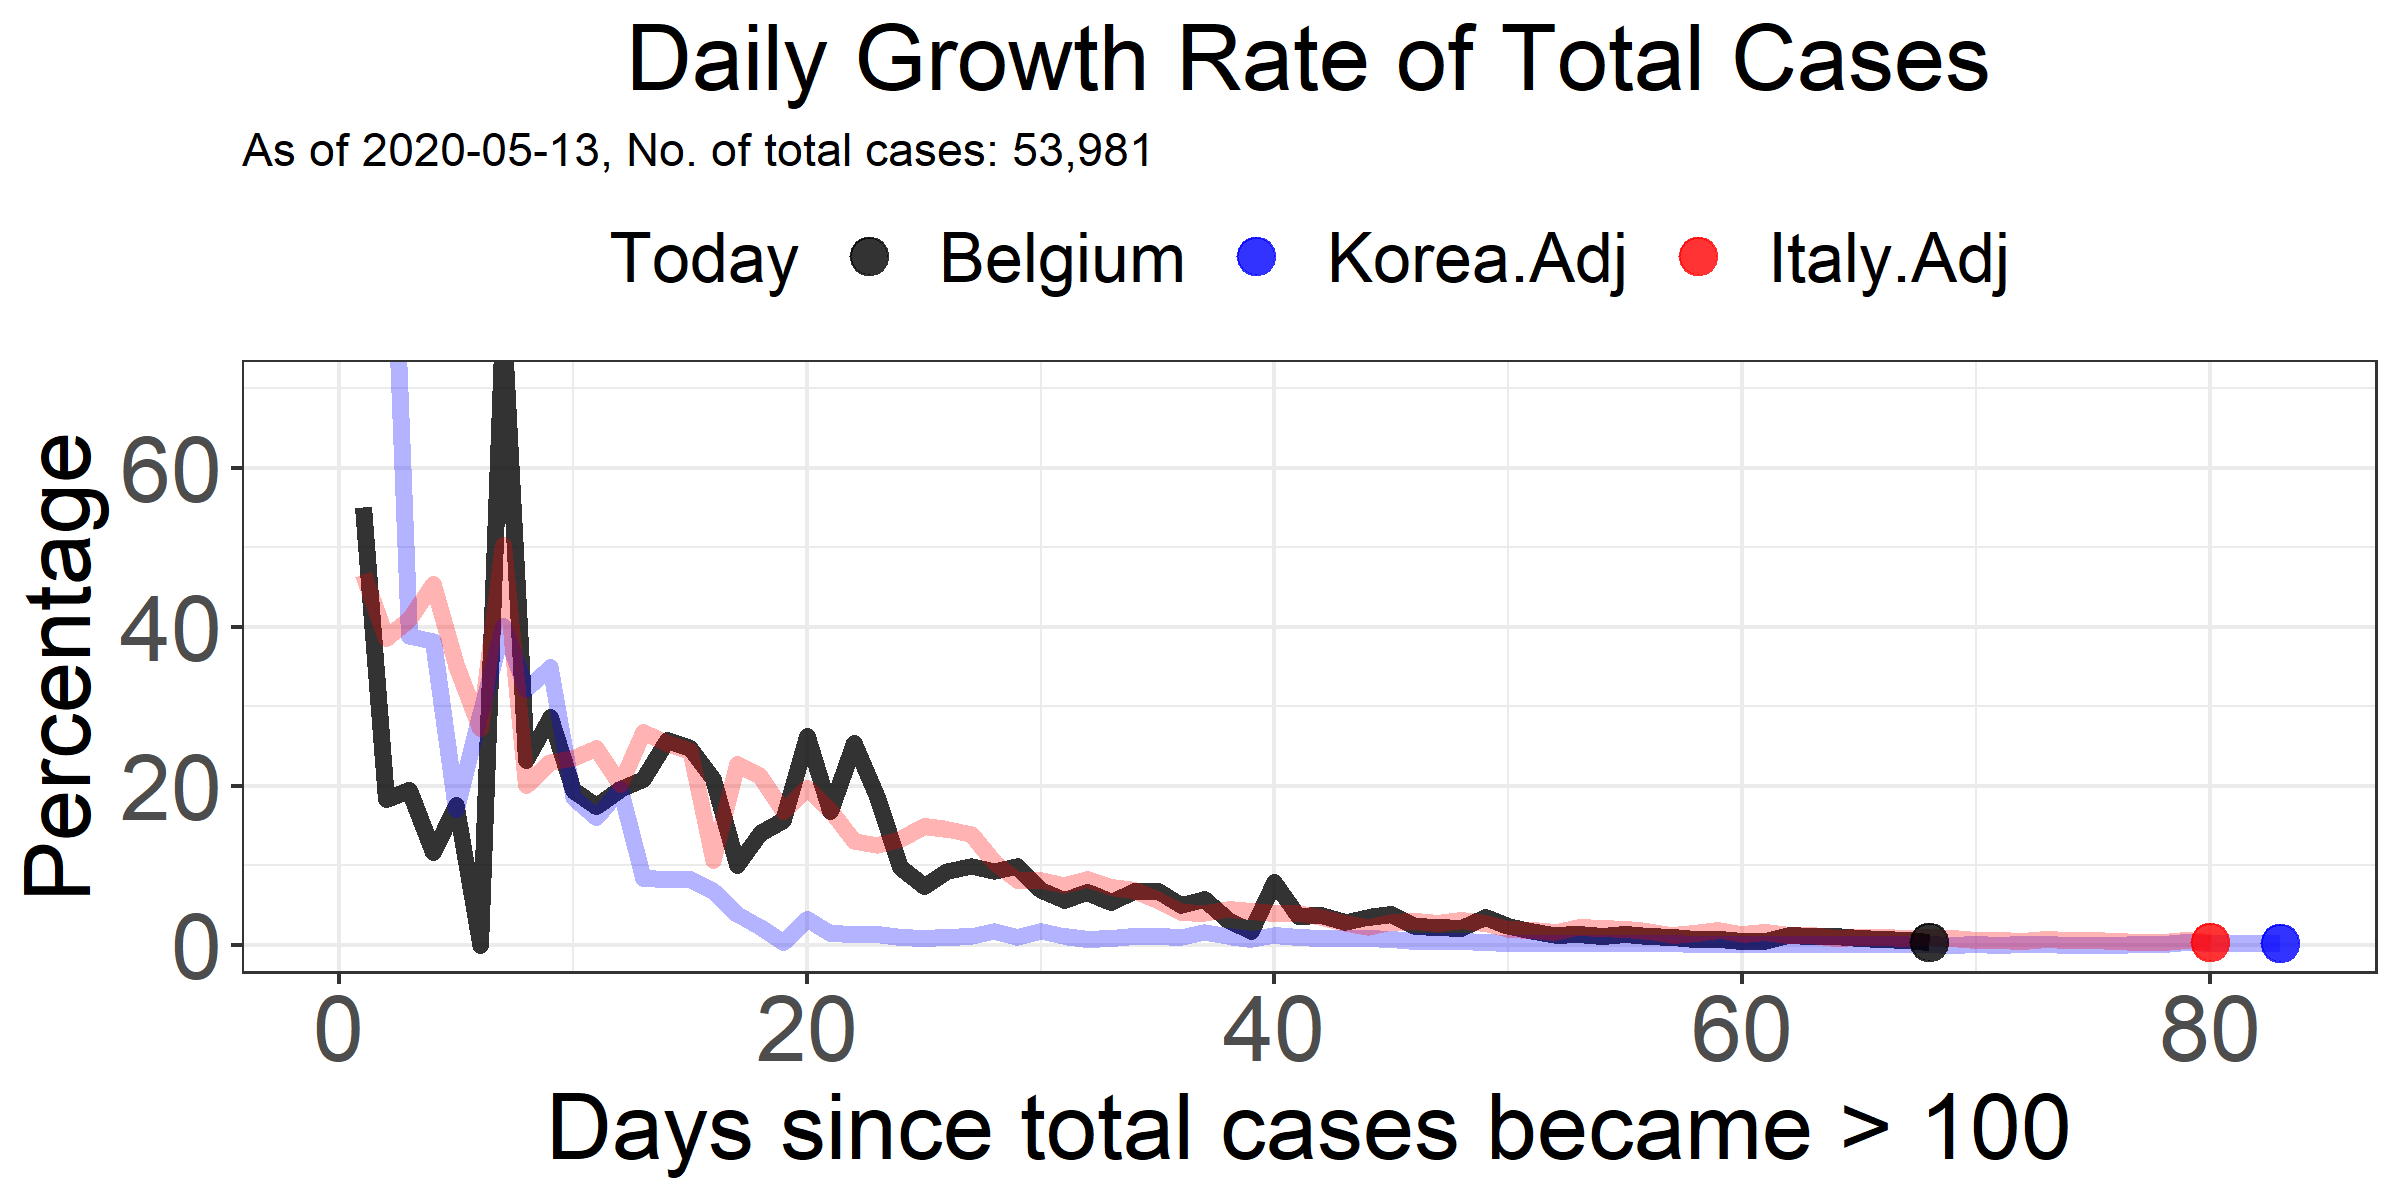 Daily Growth Rate of Total Cases
As of 2020-05-13, No. of total cases: 53,981
Today Belgium Korea.Adj Italy.Adj
Percentage
60
40
20
0
0 20 40 60 80
Days since total cases became > 100